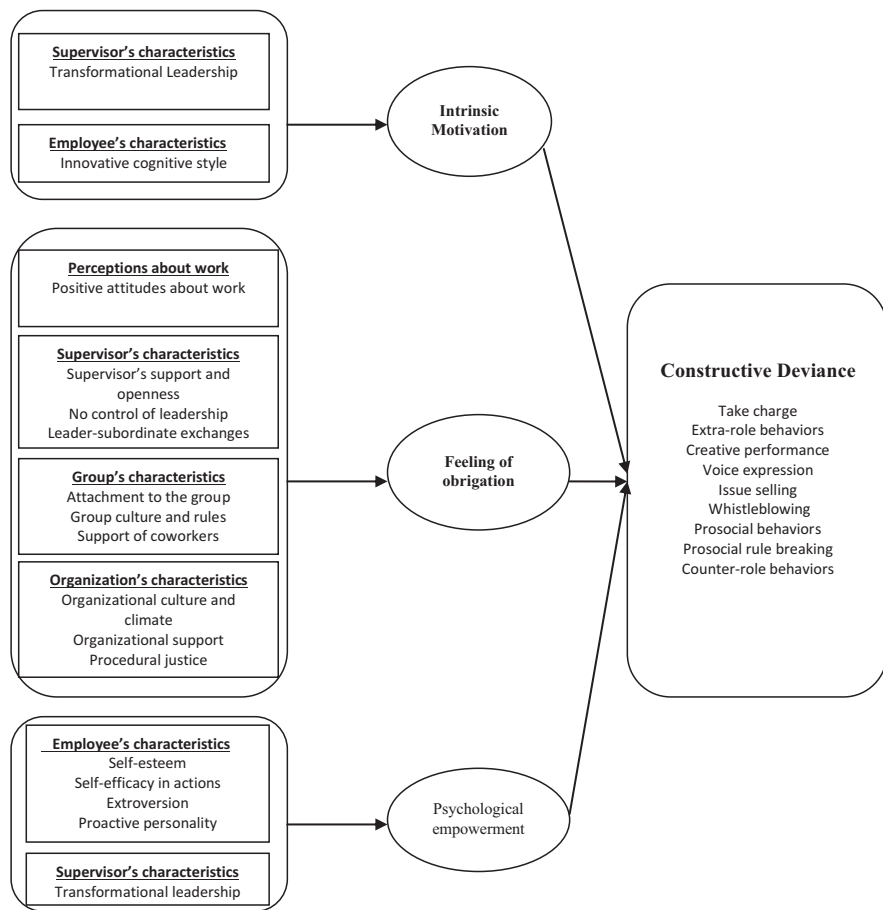 Supervisor's characteristics
Transformational Leadership
Employee's characteristics
Innovative cognitive style
Intrinsic
Motivation
Perceptions about work
Positive attitudes about work
Supervisor's characteristics
Supervisor's support and
openness
No control of leadership
Leader-subordinate exchanges
Group's characteristics
Attachment to the group
Group culture and rules
Support of coworkers
Organization's characteristics
Organizational culture and
climate
Organizational support
Procedural justice
Feeling of
obrigation
Employee's characteristics
Self-esteem
Self-efficacy in actions
Extroversion
Proactive personality
Supervisor's characteristics
Transformational leadership
Psychological
empowerment
Constructive Deviance
Take charge
Extra-role behaviors
Creative performance
Voice expression
Issue selling
Whistleblowing
Prosocial behaviors
Prosocial rule breaking
Counter-role behaviors